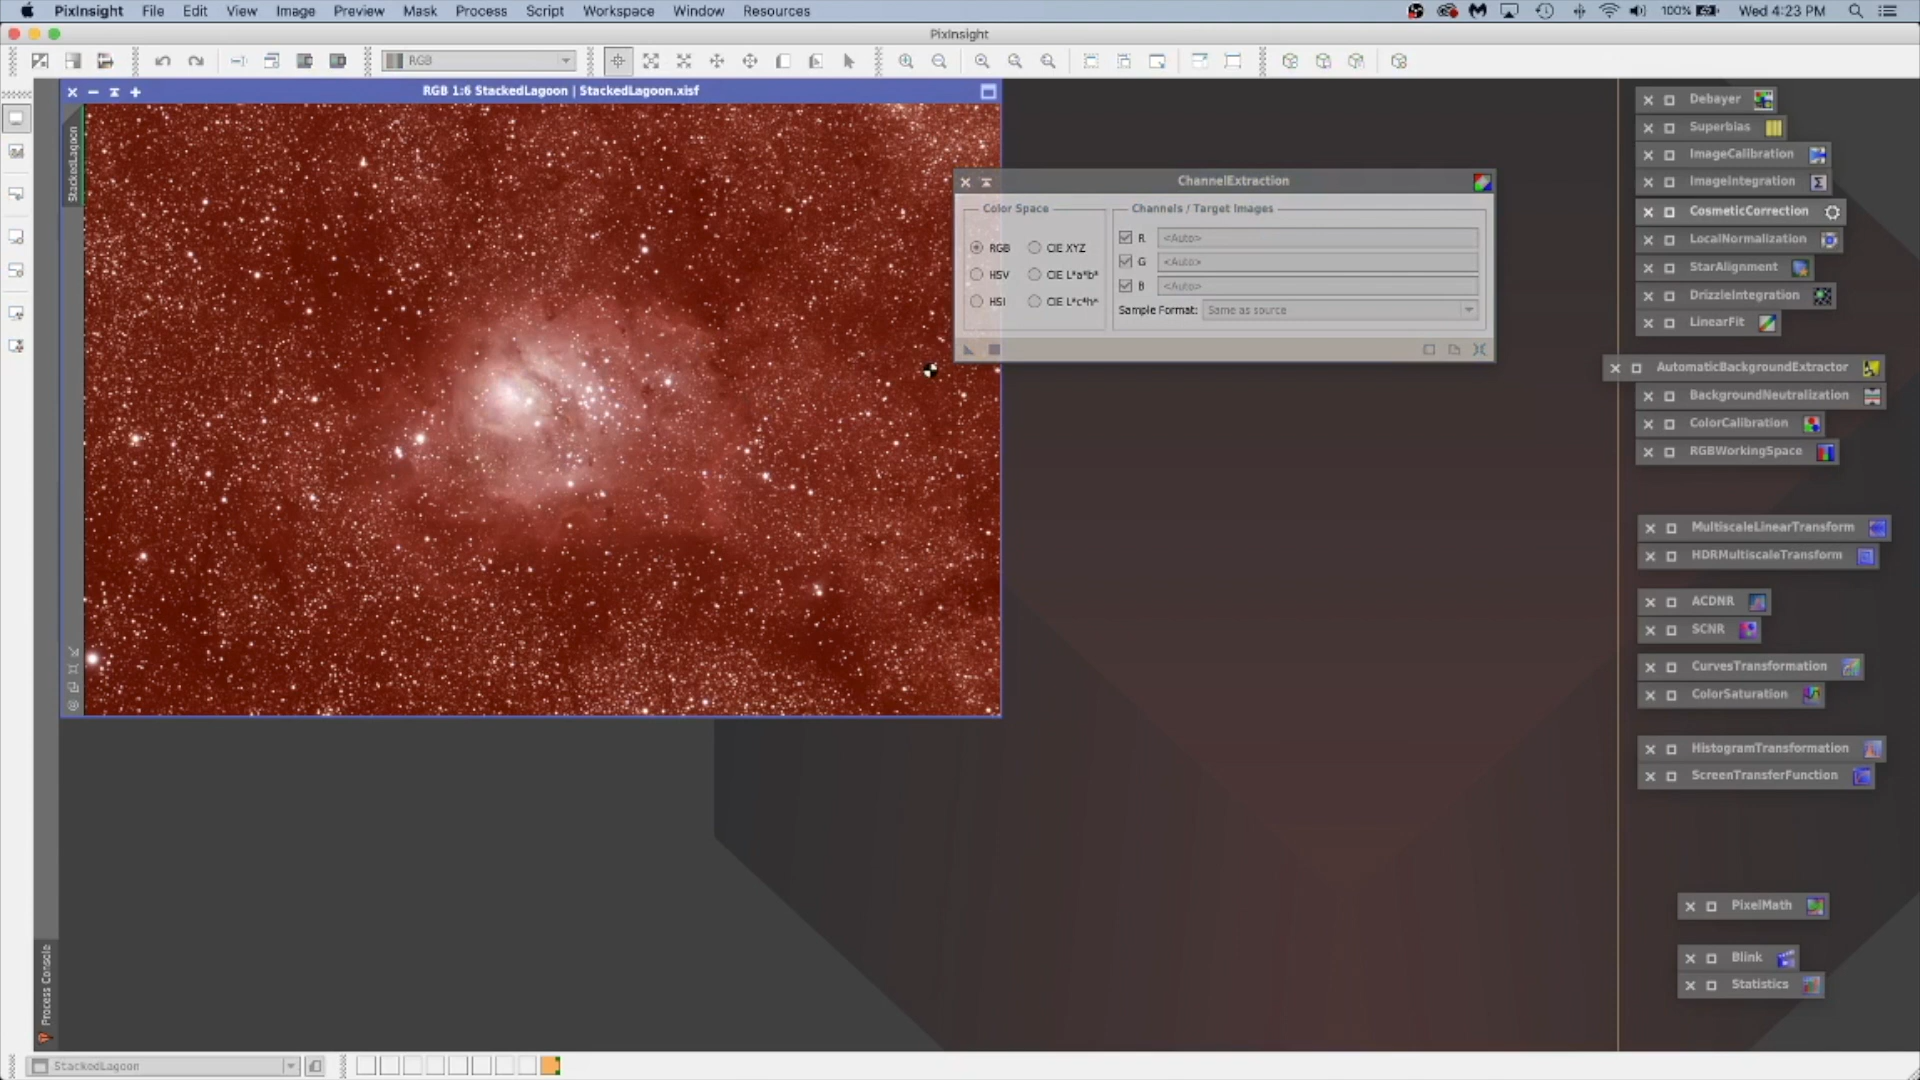 PixInsight File Edit View Image Preview Mask Process Script Workspace Window Resources 100% Wed 4:23 PM
PixInsight
RGB
RGB 1:6 StackedLagoon | StackedLagoon.xisf
StackedLagoon
ChannelExtraction
Color Space
Channels / Target Images
RGB
CIE XYZ
HSV
CIE L*a*b*
HSI
CIE L*c*h*
R <Auto>
G <Auto>
B <Auto>
Sample Format: Same as source
Debayer
Superbias
ImageCalibration
ImageIntegration
CosmeticCorrection
LocalNormalization
StarAlignment
DrizzleIntegration
LinearFit
AutomaticBackgroundExtractor
BackgroundNeutralization
ColorCalibration
RGBWorkingSpace
MultiscaleLinearTransform
HDRMultiscaleTransform
ACDNR
SCNR
CurvesTransformation
ColorSaturation
HistogramTransformation
ScreenTransferFunction
PixelMath
Blink
Statistics
Process Console
StackedLagoon